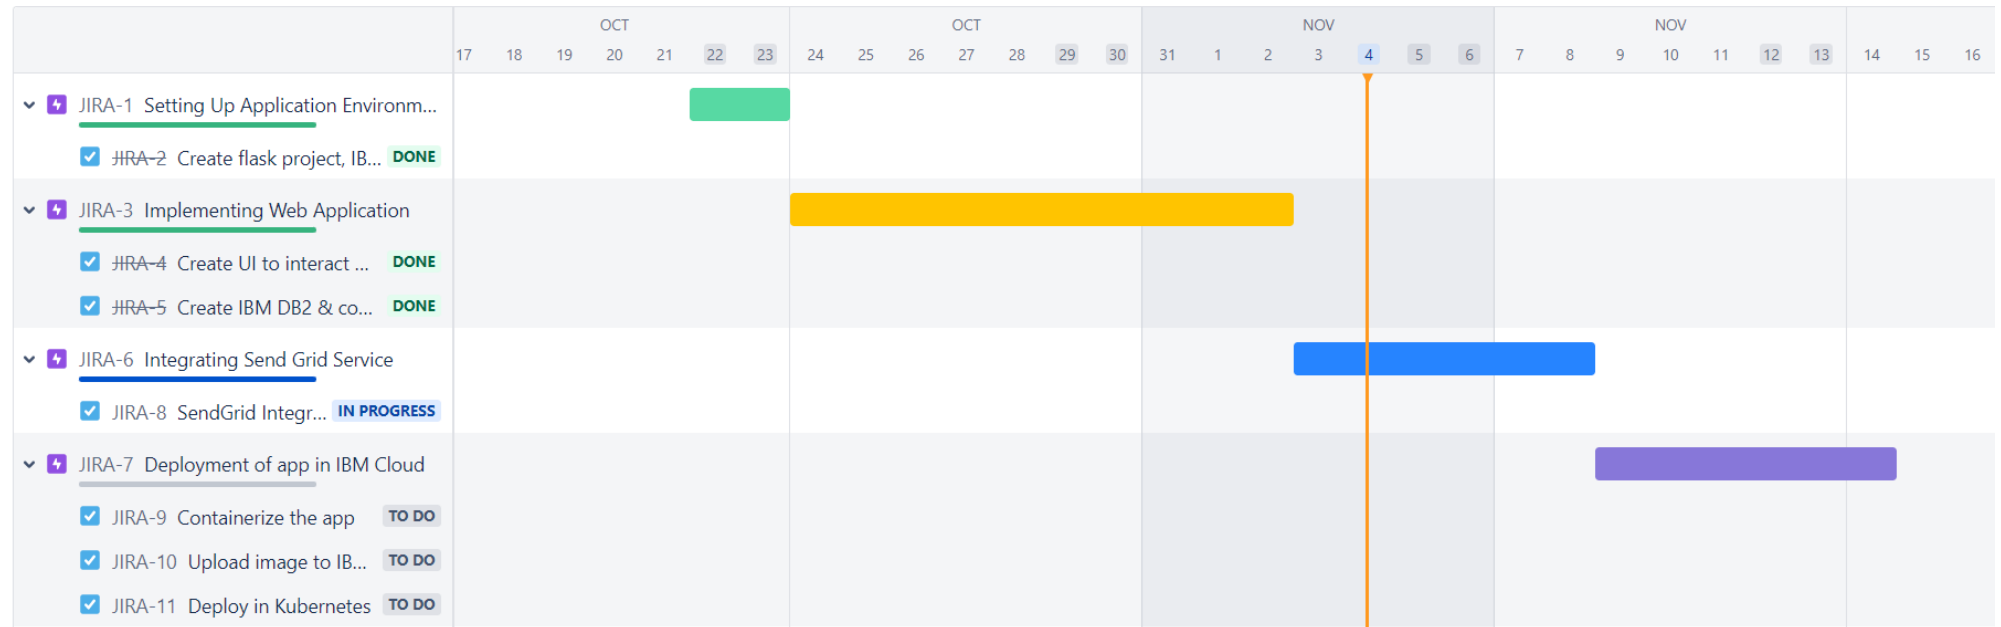 OCT OCT NOV NOV
17 18 19 20 21 22 23 24 25 26 27 28 29 30 31 1 2 3 4 5 6 7 8 9 10 11 12 13 14 15 16
JIRA-1 Setting Up Application Environm...
JIRA-2 Create flask project, IB... DONE
JIRA-3 Implementing Web Application
JIRA-4 Create UI to interact ... DONE
JIRA-5 Create IBM DB2 & co... DONE
JIRA-6 Integrating Send Grid Service
JIRA-8 SendGrid Integr... IN PROGRESS
JIRA-7 Deployment of app in IBM Cloud
JIRA-9 Containerize the app TO DO
JIRA-10 Upload image to IB... TO DO
JIRA-11 Deploy in Kubernetes TO DO